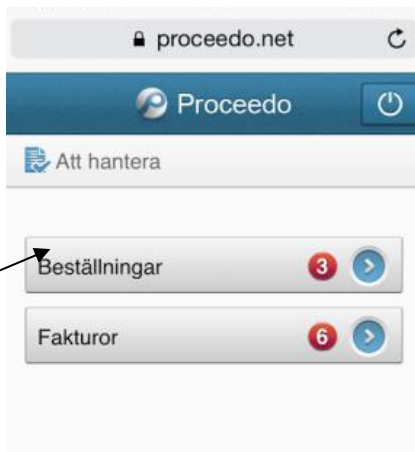 proceedo.net
Proceedo
Att hantera
Beställningar 3
Fakturor 6